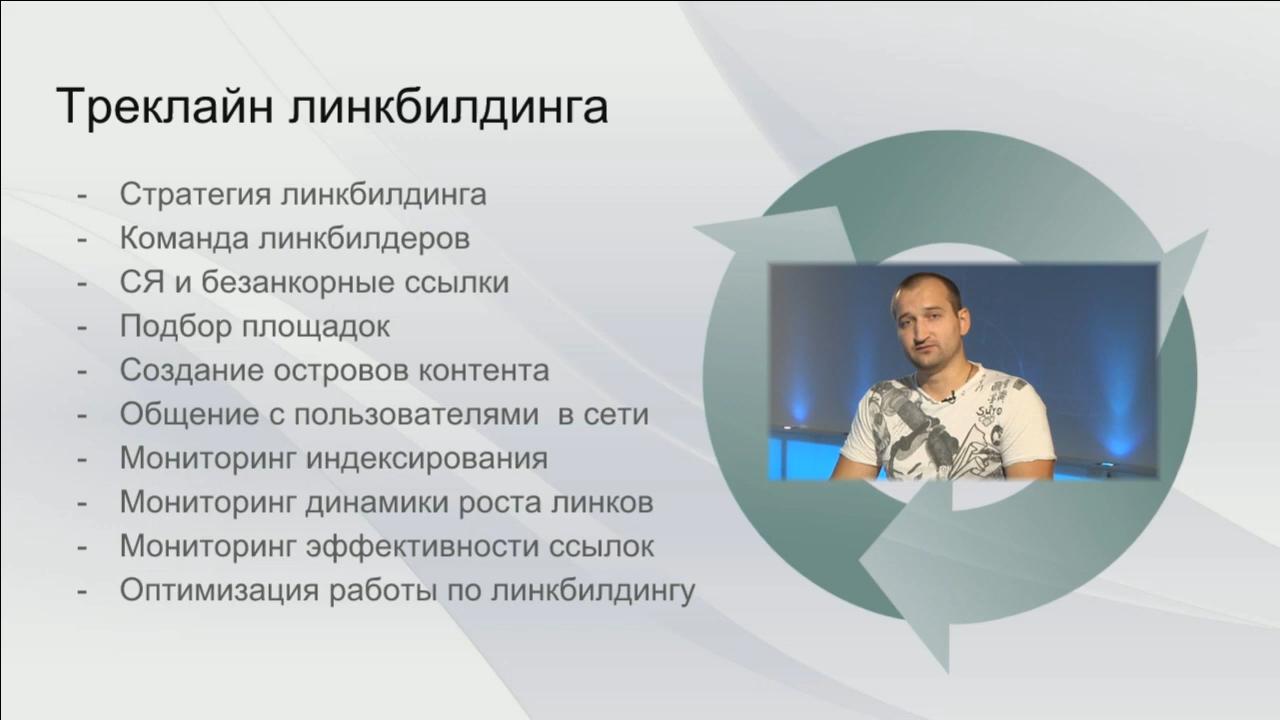 Треклайн линкбилдинга
- Стратегия линкбилдинга
- Команда линкбилдеров
- СЯ и безанкорные ссылки
- Подбор площадок
- Создание островов контента
- Общение с пользователями в сети
- Мониторинг индексирования
- Мониторинг динамики роста линков
- Мониторинг эффективности ссылок
- Оптимизация работы по линкбилдингу